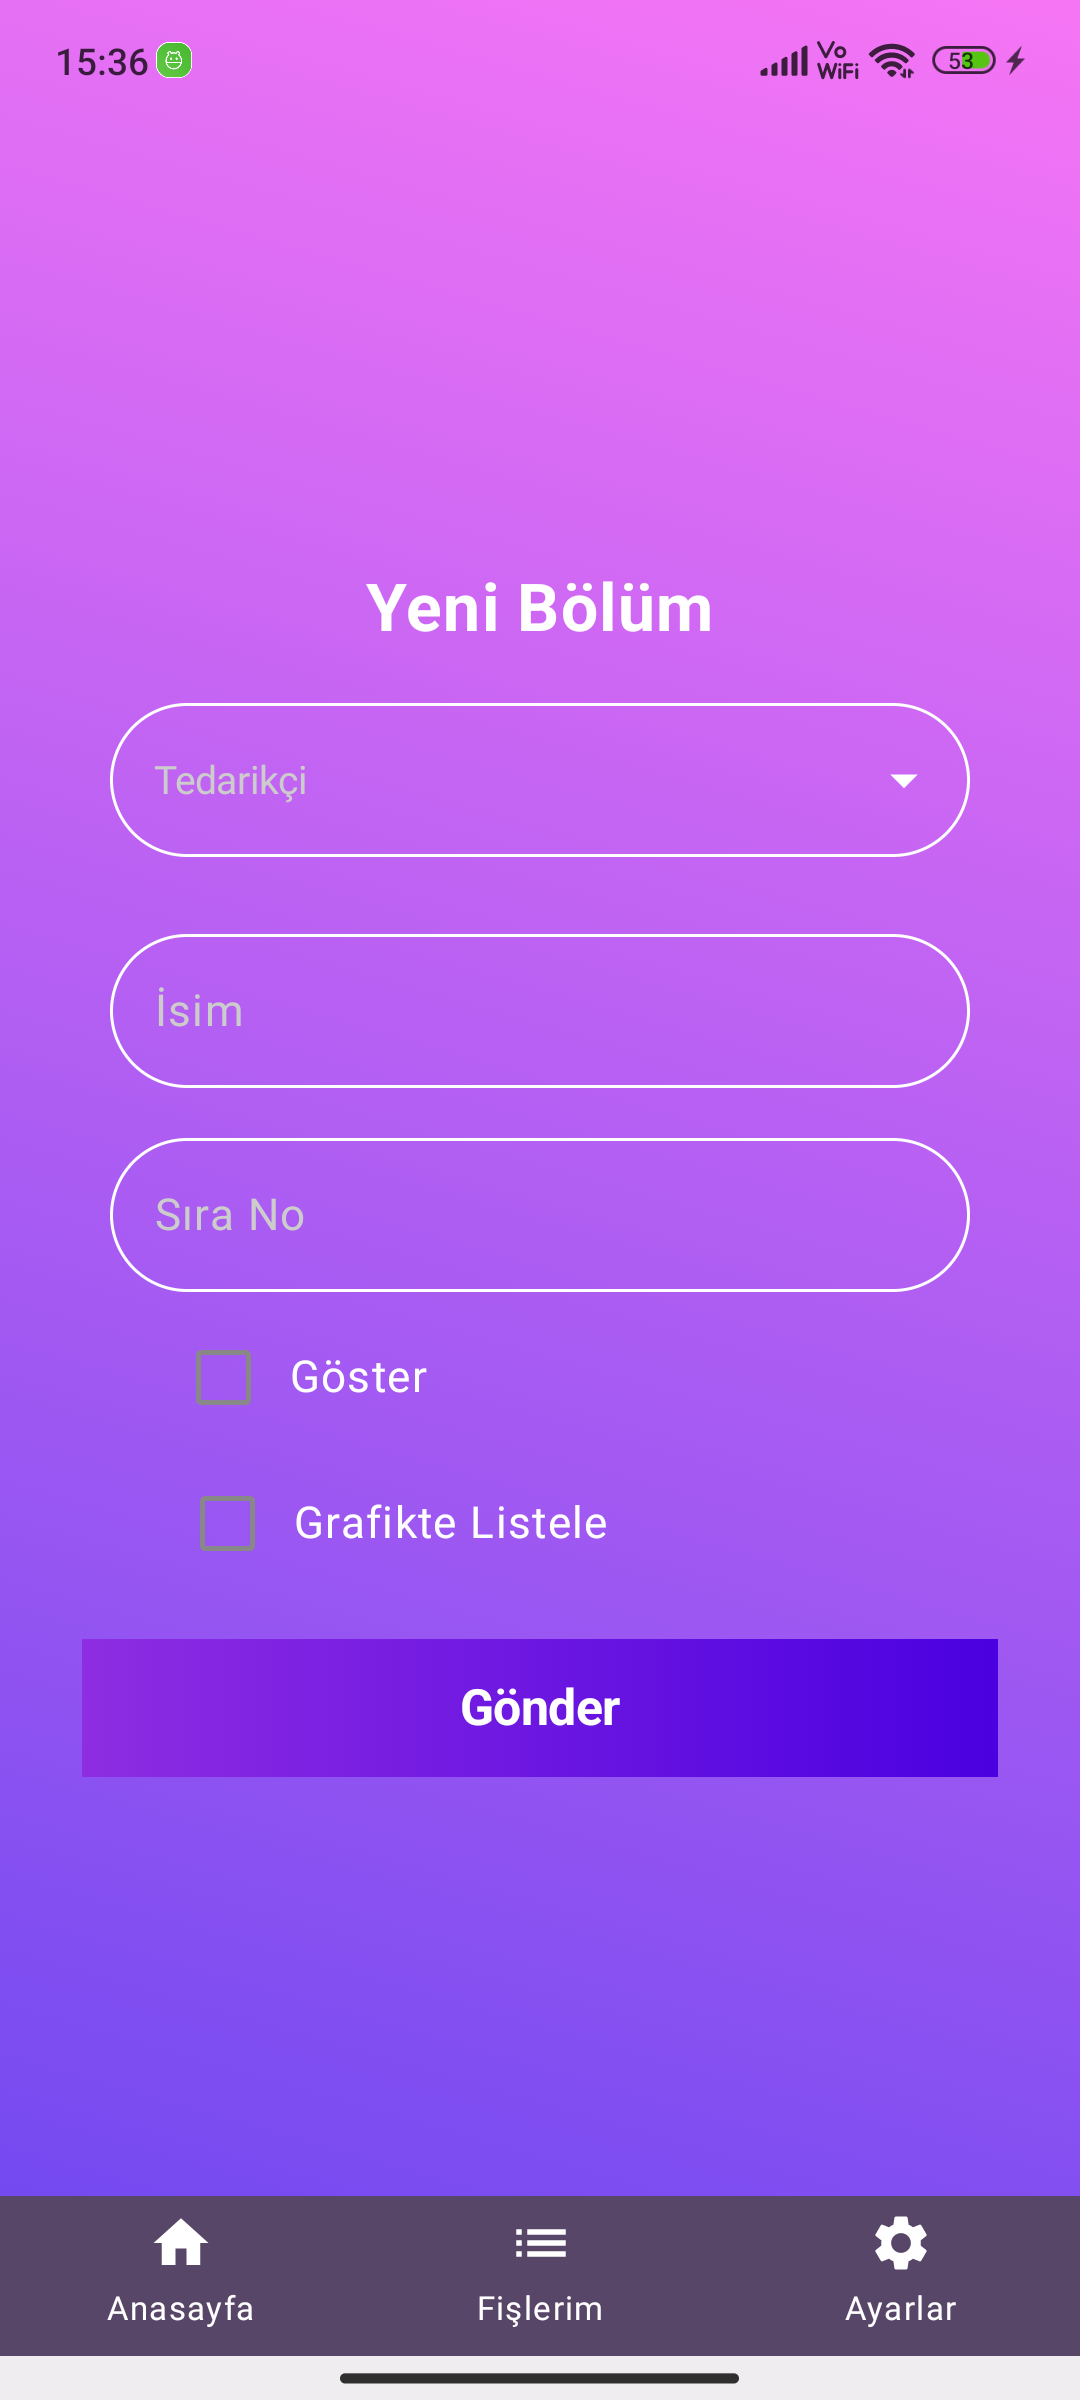 15:36
Vo
WiFi
53
Yeni Bölüm
Tedarikçi
İsim
Sıra No
Göster
Grafikte Listele
Gönder
Anasayfa
Fişlerim
Ayarlar